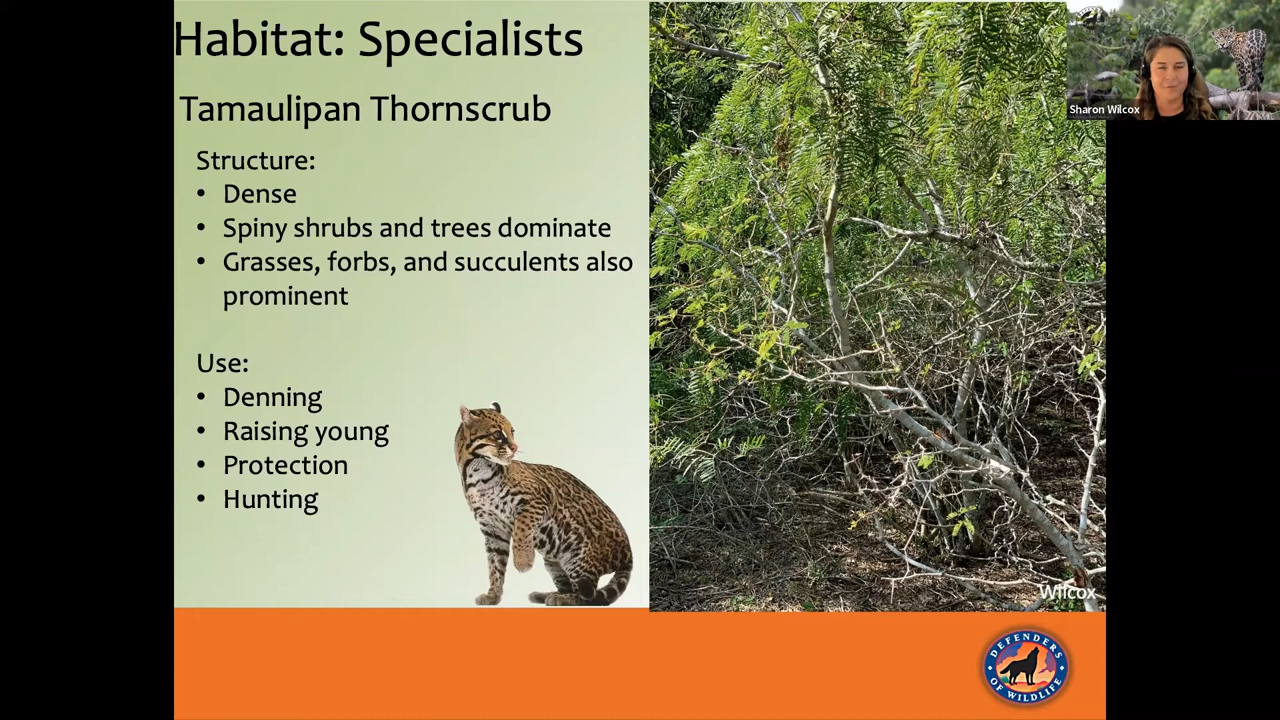 Habitat: Specialists
Tamaulipan Thornscrub
Structure:
• Dense
• Spiny shrubs and trees dominate
• Grasses, forbs, and succulents also
prominent
Use:
• Denning
• Raising young
• Protection
• Hunting
Sharon Wilcox
Wilcox
DEFENDERS
OF WILDLIFE